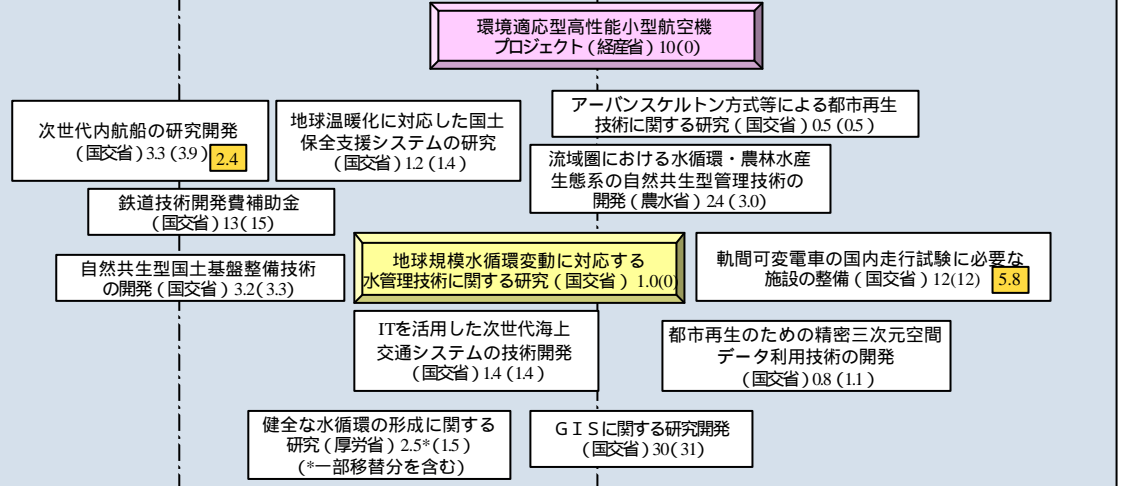 環境適応型高性能小型航空機
プロジェクト(経産省) 10(0)
アーバンスケルトン方式等による都市再生
技術に関する研究(国交省) 0.5 (0.5)
次世代内航船の研究開発
(国交省) 3.3 (3.9) 2.4
地球温暖化に対応した国土
保全支援システムの研究
(国交省) 1.2 (1.4)
流域圏における水循環・農林水産
生態系の自然共生型管理技術の
開発(農水省) 2.4 (3.0)
鉄道技術開発費補助金
(国交省) 13 (15)
地球規模水循環変動に対応する
水管理技術に関する研究(国交省) 1.0(0)
軌間可変電車の国内走行試験に必要な
施設の整備(国交省) 12(12) 5.8
自然共生型国土基盤整備技術
の開発(国交省) 3.2(3.3)
ITを活用した次世代海上
交通システムの技術開発
(国交省) 1.4 (1.4)
都市再生のための精密三次元空間
データ利用技術の開発
(国交省) 0.8 (1.1)
健全な水循環の形成に関する
研究(厚労省) 2.5*(1.5)
(*一部移替分を含む)
GISに関する研究開発
(国交省) 30(31)